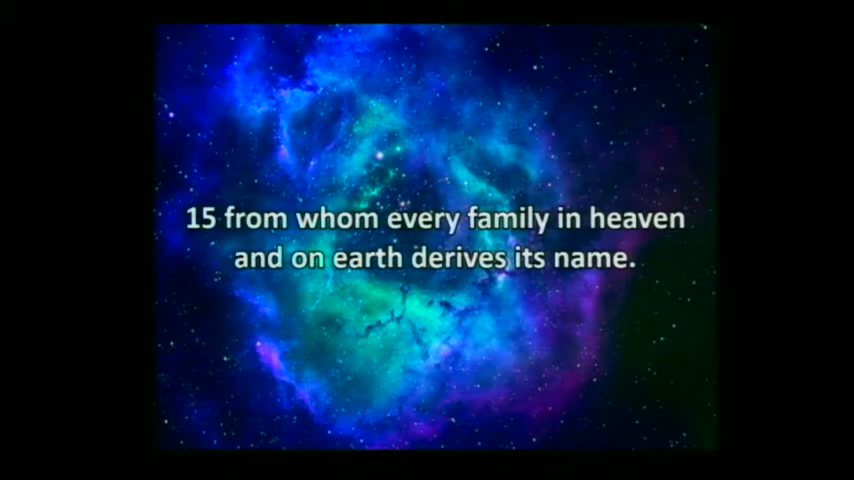 15 from whom every family in heaven
and on earth derives its name.